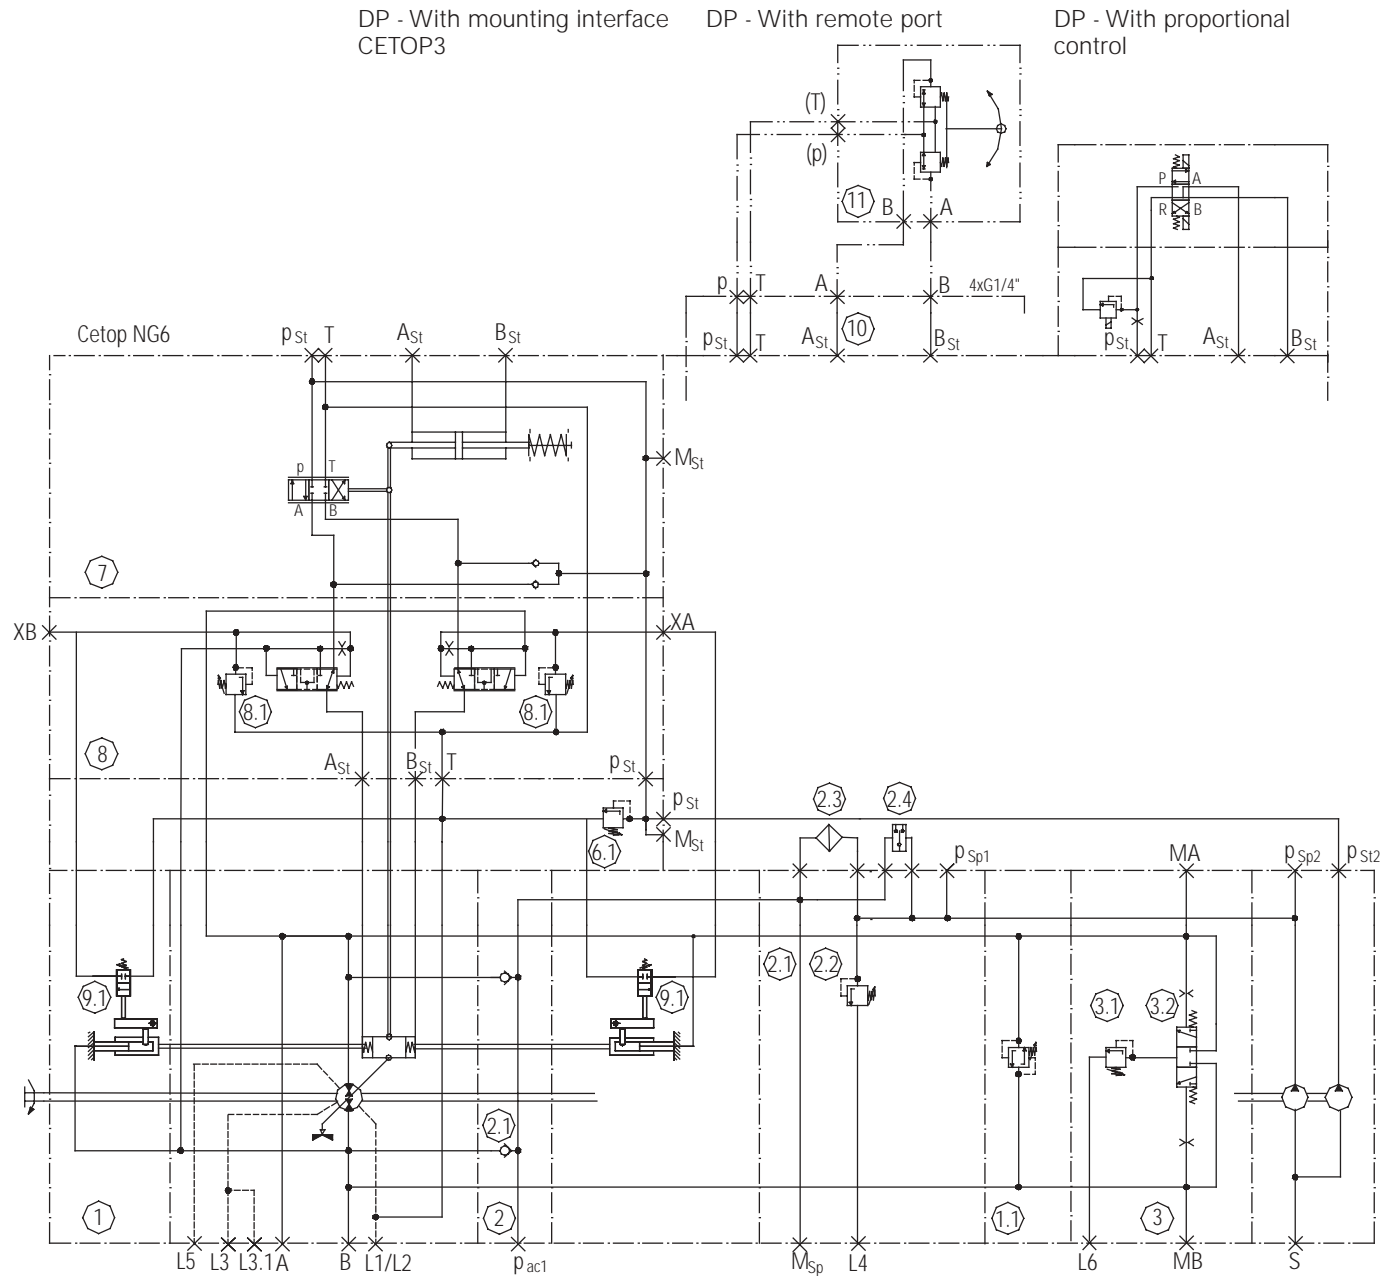 DP - With mounting interface
CETOP3
DP - With remote port
DP - With proportional
control
(T)
(p)
11
B
A
P
A
R
B
p
T
A
B
4xG1/4"
10
Cetop NG6
pSt
T
ASt
BSt
pSt
T
ASt
BSt
pSt
T
ASt
BSt
MSt
p
T
A
B
7
XB
XA
8.1
8.1
8
ASt
BSt
T
pSt
pSt
MSt
6.1
2.3
2.4
pSp1
MA
pSp2
pSt2
9.1
9.1
2.1
2.2
3.1
3.2
2.1
1
2
1.1
3
L5
L3
L3.1
A
B
L1/L2
pac1
MSp
L4
L6
MB
S